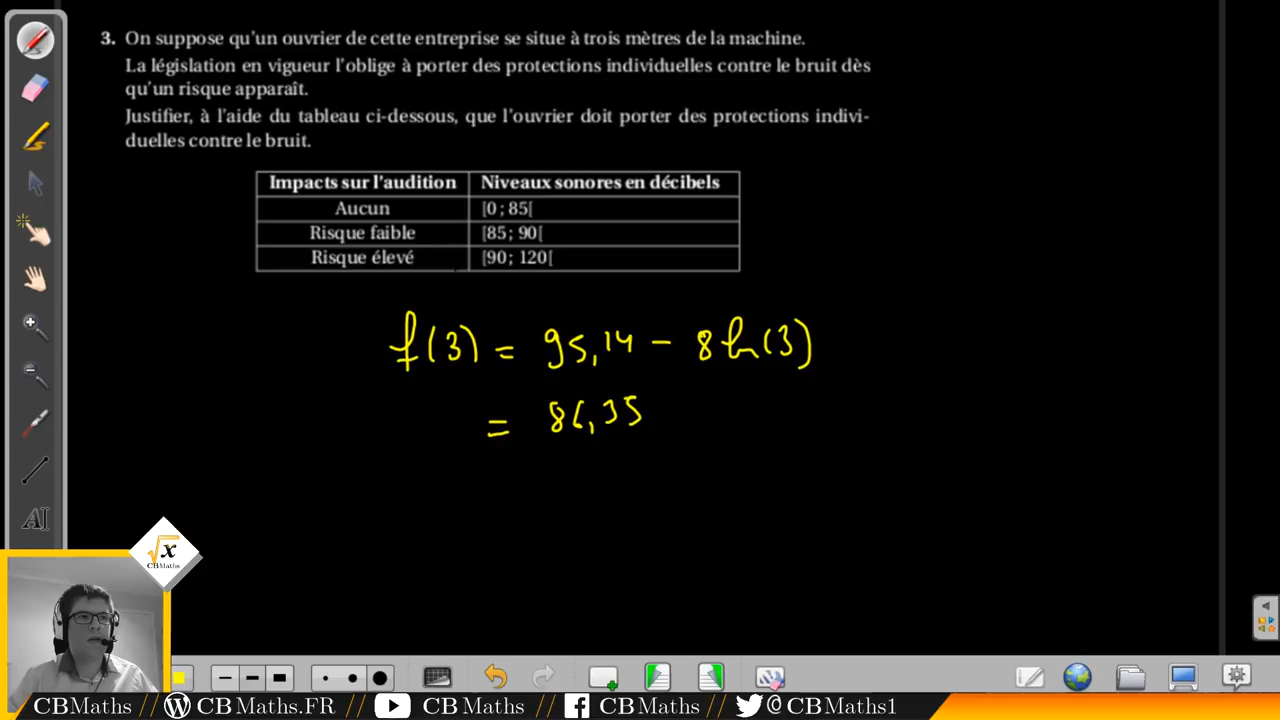 3. On suppose qu'un ouvrier de cette entreprise se situe à trois mètres de la machine.
La législation en vigueur l'oblige à porter des protections individuelles contre le bruit dès
qu'un risque apparaît.
Justifier, à l'aide du tableau ci-dessous, que l'ouvrier doit porter des protections indivi-
duelles contre le bruit.
Impacts sur l'audition Niveaux sonores en décibels
Aucun [0 ; 85[
Risque faible [85 ; 90[
Risque élevé [90 ; 120[
f(3) = 95,14 - 8 ln(3)
= 86,35
AI
√x
CBMaths
CBMaths // CBMaths.FR // CBMaths // CBMaths // @CBMaths1